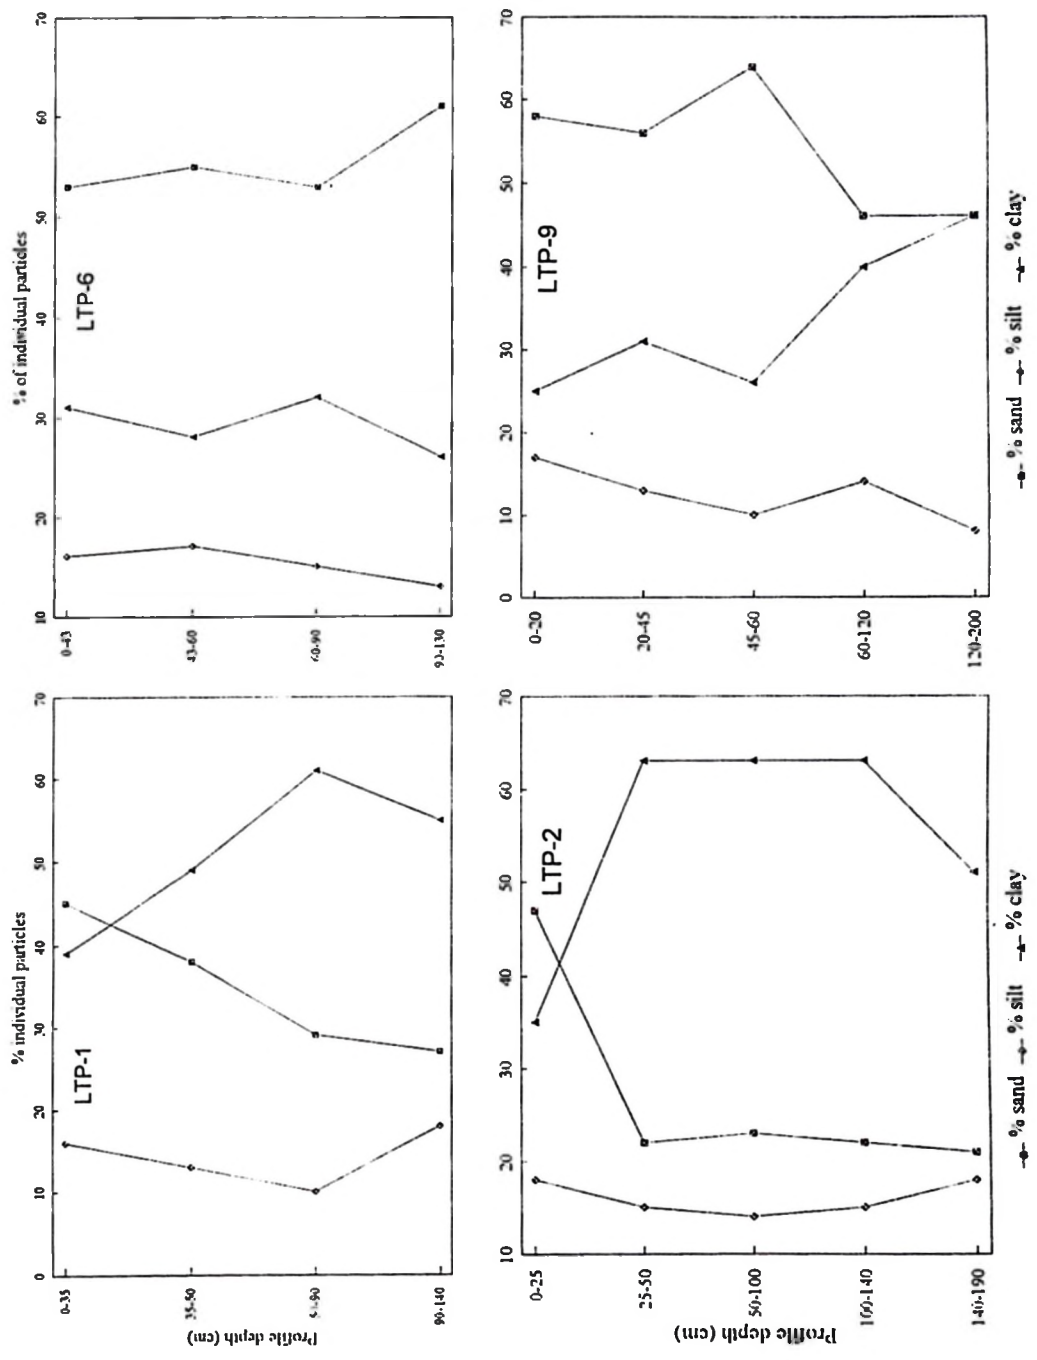 % individual particles
0 10 20 30 40 50 60 70
LTP-1
Profile depth (cm)
0-35
35-50
90-140
% of individual particles
10 20 30 40 50 60 70
LTP-6
0-43
43-60
60-90
90-130
10 20 30 40 50 60 70
LTP-2
Profile depth (cm)
0-25
25-50
50-100
100-140
140-190
% sand % silt % clay
0 10 20 30 40 50 60 70
LTP-9
0-20
20-45
45-60
60-120
120-200
% sand % silt % clay